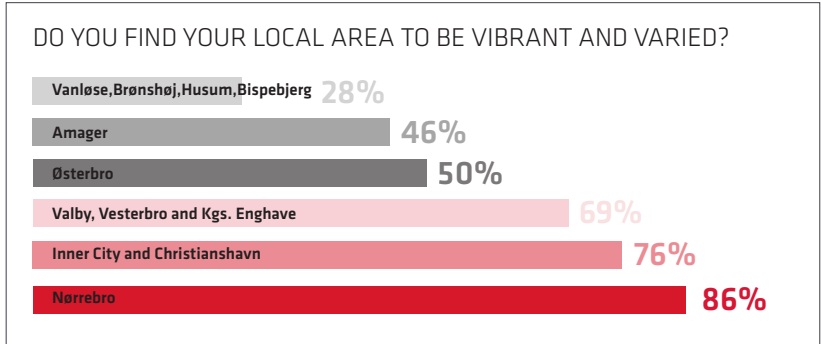 DO YOU FIND YOUR LOCAL AREA TO BE VIBRANT AND VARIED?
Vanløse,Brønshøj,Husum,Bispebjerg 28%
Amager 46%
Østerbro 50%
Valby, Vesterbro and Kgs. Enghave 69%
Inner City and Christianshavn 76%
Nørrebro 86%